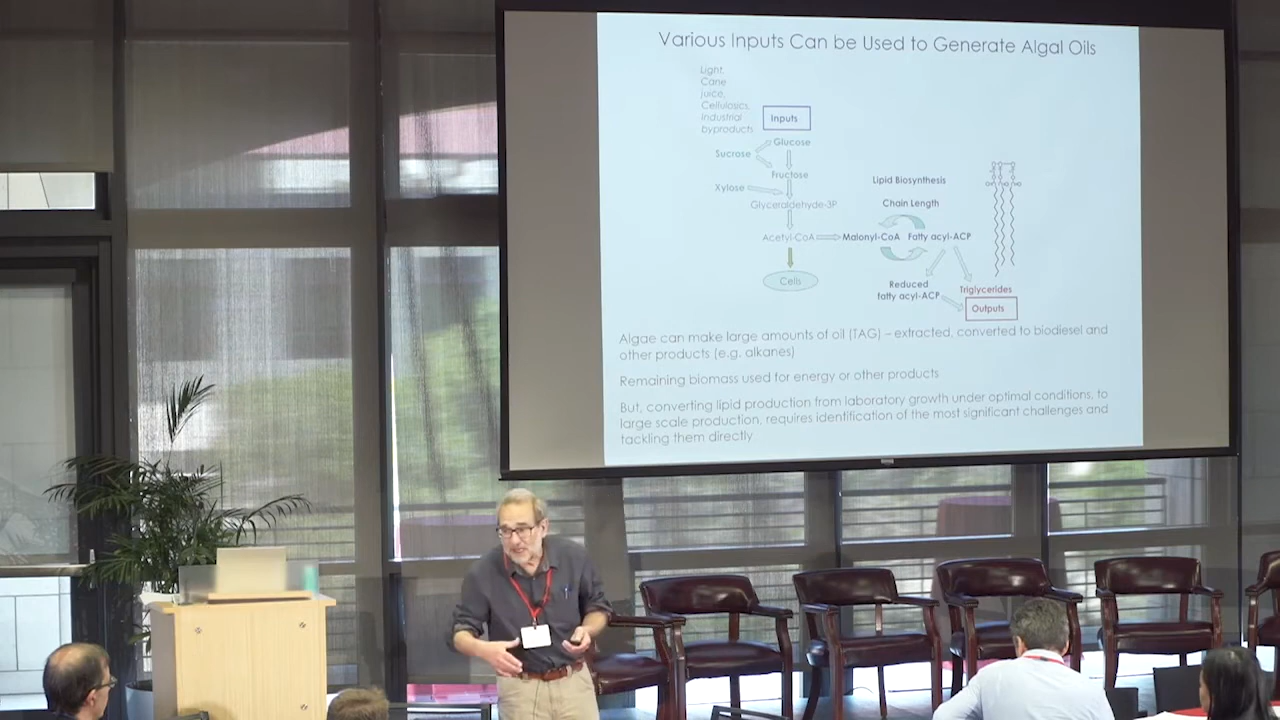 Various Inputs Can be Used to Generate Algal Oils
Light,
Cane
juice,
Cellulosics,
Industrial
byproducts
Inputs
Glucose
Sucrose
Fructose
Xylose
Glyceraldehyde-3P
Acetyl-CoA
Cells
Lipid Biosynthesis
Chain Length
Malonyl-CoA Fatty acyl-ACP
Reduced
fatty acyl-ACP
Triglycerides
Outputs
Algae can make large amounts of oil (TAG) – extracted, converted to biodiesel and
other products (e.g. alkanes)
Remaining biomass used for energy or other products
But, converting lipid production from laboratory growth under optimal conditions, to
large scale production, requires identification of the most significant challenges and
tackling them directly